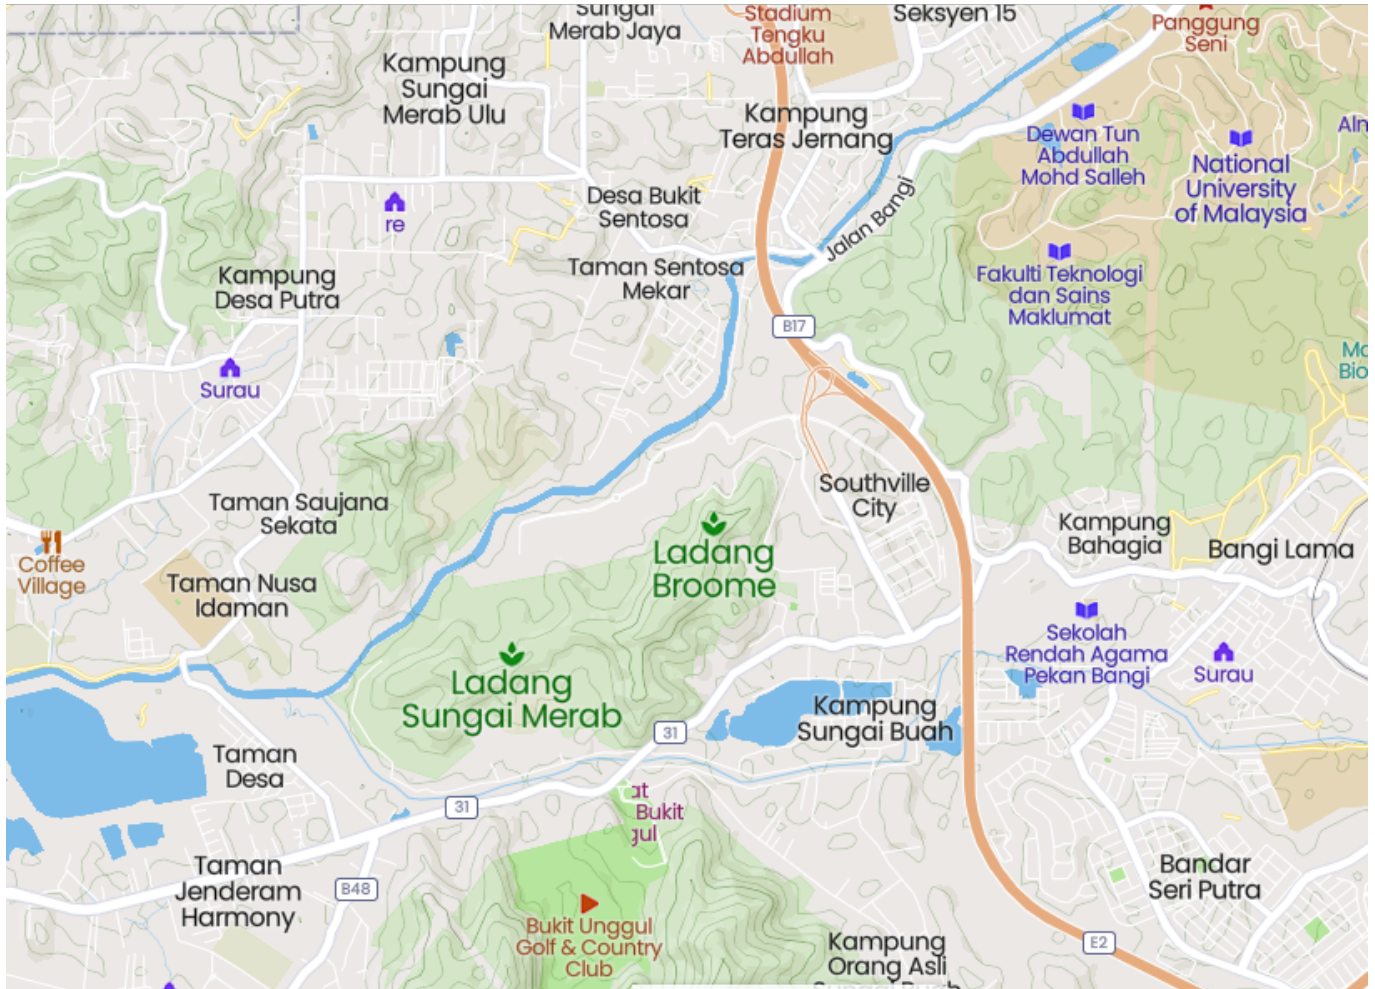 Sungai
Merab Jaya
Stadium
Tengku
Abdullah
Seksyen 15
Panggung
Seni
Kampung
Sungai
Merab Ulu
Kampung
Teras Jernang
Dewan Tun
Abdullah
Mohd Salleh
National
University
of Malaysia
re
Desa Bukit
Sentosa
Jalan Bangi
Kampung
Desa Putra
Taman Sentosa
Mekar
Fakulti Teknologi
dan Sains
Maklumat
B17
Surau
Taman Saujana
Sekata
Southville
City
Kampung
Bahagia
Bangi Lama
Coffee
Village
Ladang
Broome
Taman Nusa
Idaman
Sekolah
Rendah Agama
Pekan Bangi
Surau
Ladang
Sungai Merab
Kampung
Sungai Buah
31
Taman
Desa
31
Bukit
Taman
Jenderam
Harmony
B48
Bandar
Seri Putra
Bukit Unggul
Golf & Country
Club
Kampung
Orang Asli
E2